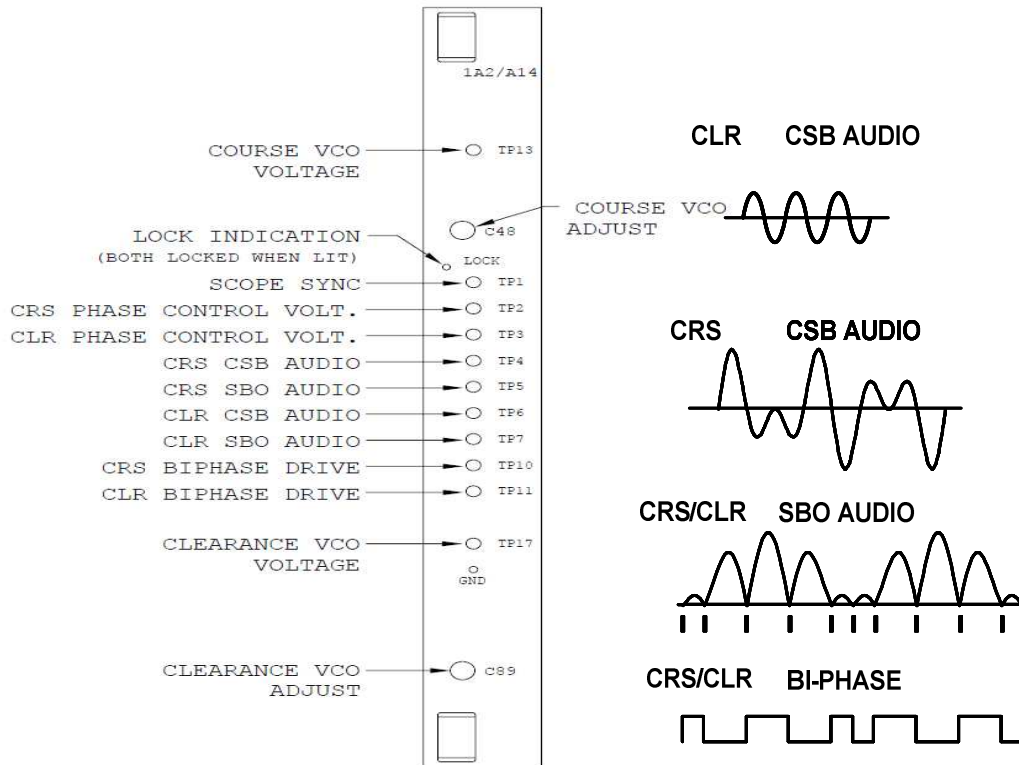 1A2/A14
COURSE VCO
VOLTAGE
TP13
COURSE VCO
ADJUST
C48
LOCK INDICATION
(BOTH LOCKED WHEN LIT)
LOCK
SCOPE SYNC
TP1
CRS PHASE CONTROL VOLT.
TP2
CLR PHASE CONTROL VOLT.
TP3
CRS CSB AUDIO
TP4
CRS SBO AUDIO
TP5
CLR CSB AUDIO
TP6
CLR SBO AUDIO
TP7
CRS BIPHASE DRIVE
TP10
CLR BIPHASE DRIVE
TP11
CLEARANCE VCO
VOLTAGE
TP17
GND
CLEARANCE VCO
ADJUST
C89
CLR CSB AUDIO
CRS CSB AUDIO
CRS/CLR SBO AUDIO
CRS/CLR BI-PHASE